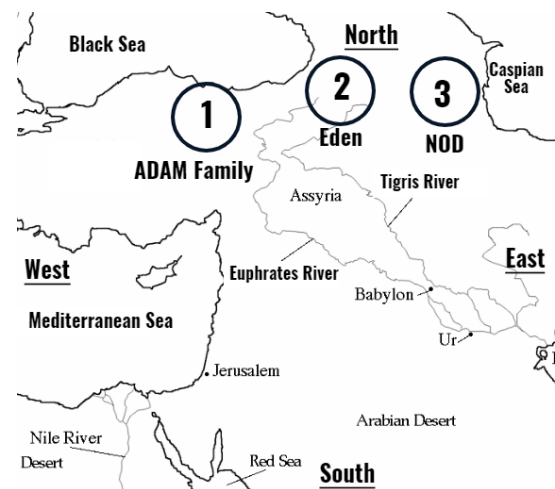 North
Black Sea
Caspian
Sea
1
2
3
Eden
NOD
ADAM Family
Tigris River
Assyria
West
East
Euphrates River
Babylon
Mediterranean Sea
Ur
Jerusalem
Arabian Desert
Nile River
Desert
Red Sea
South